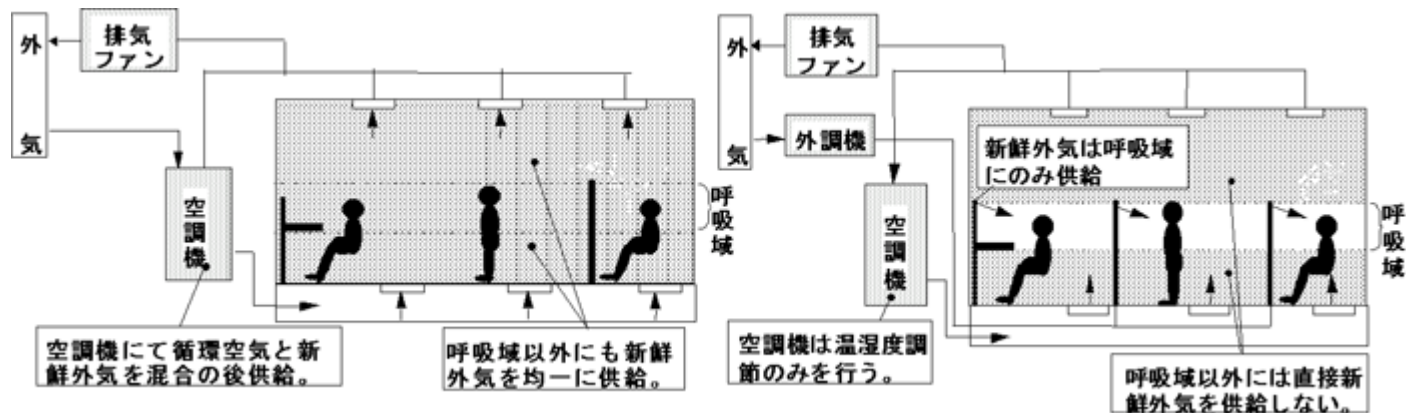 外気
排気
ファン
空調機
呼吸域
空調機にて循環空気と新
鮮外気を混合の後供給。
呼吸域以外にも新鮮
外気を均一に供給。
外気
排気
ファン
外調機
空調機
新鮮外気は呼吸域
にのみ供給
呼吸域
空調機は温湿度調
節のみを行う。
呼吸域以外には直接新
鮮外気を供給しない。